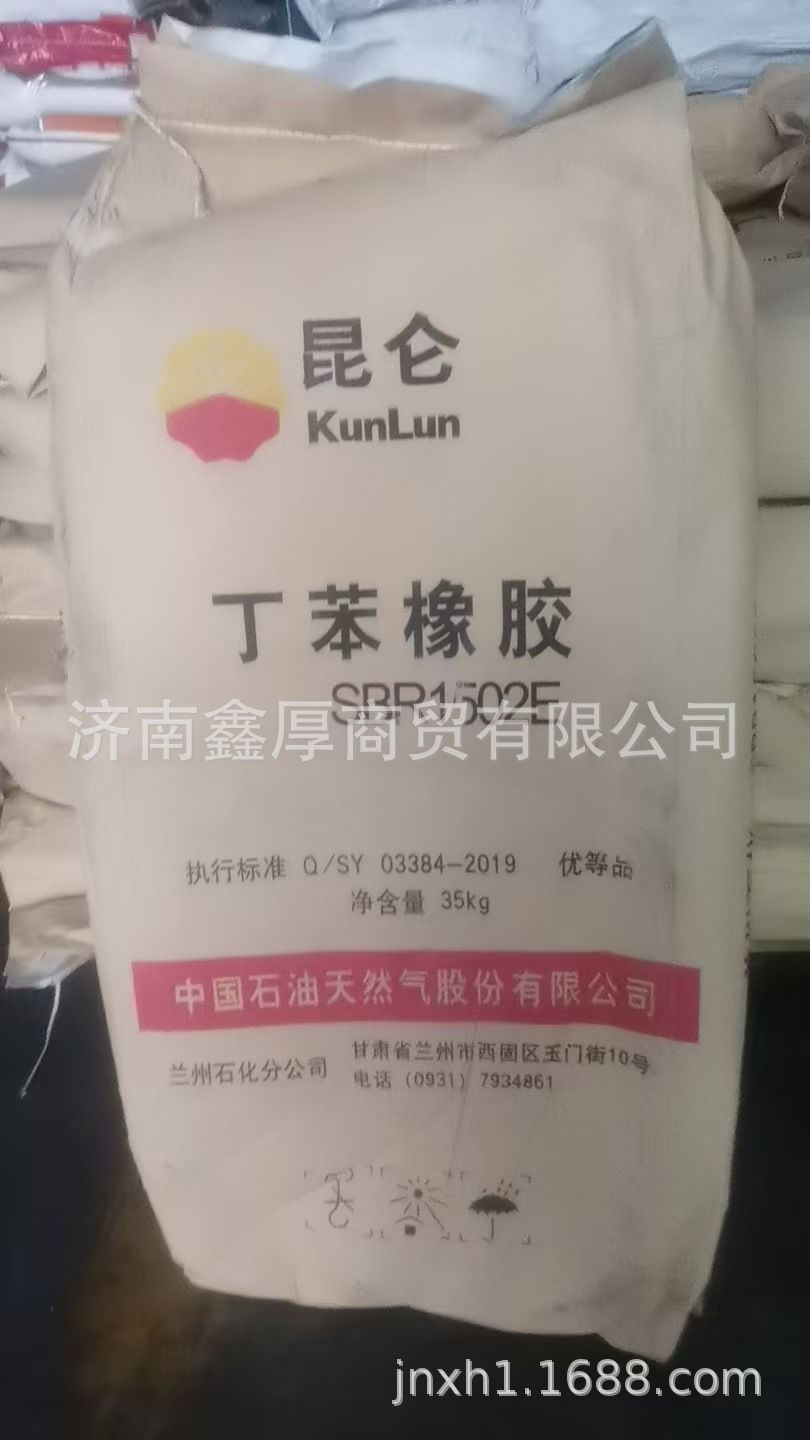 昆仑
KunLun
丁苯橡胶
SBR1502E
济南鑫厚商贸有限公司
执行标准 Q/SY 03384-2019 优等品
净含量 35kg
中国石油天然气股份有限公司
兰州石化分公司
甘肃省兰州市西固区玉门街10号
电话 (0931) 7934861
jnxh1.1688.com